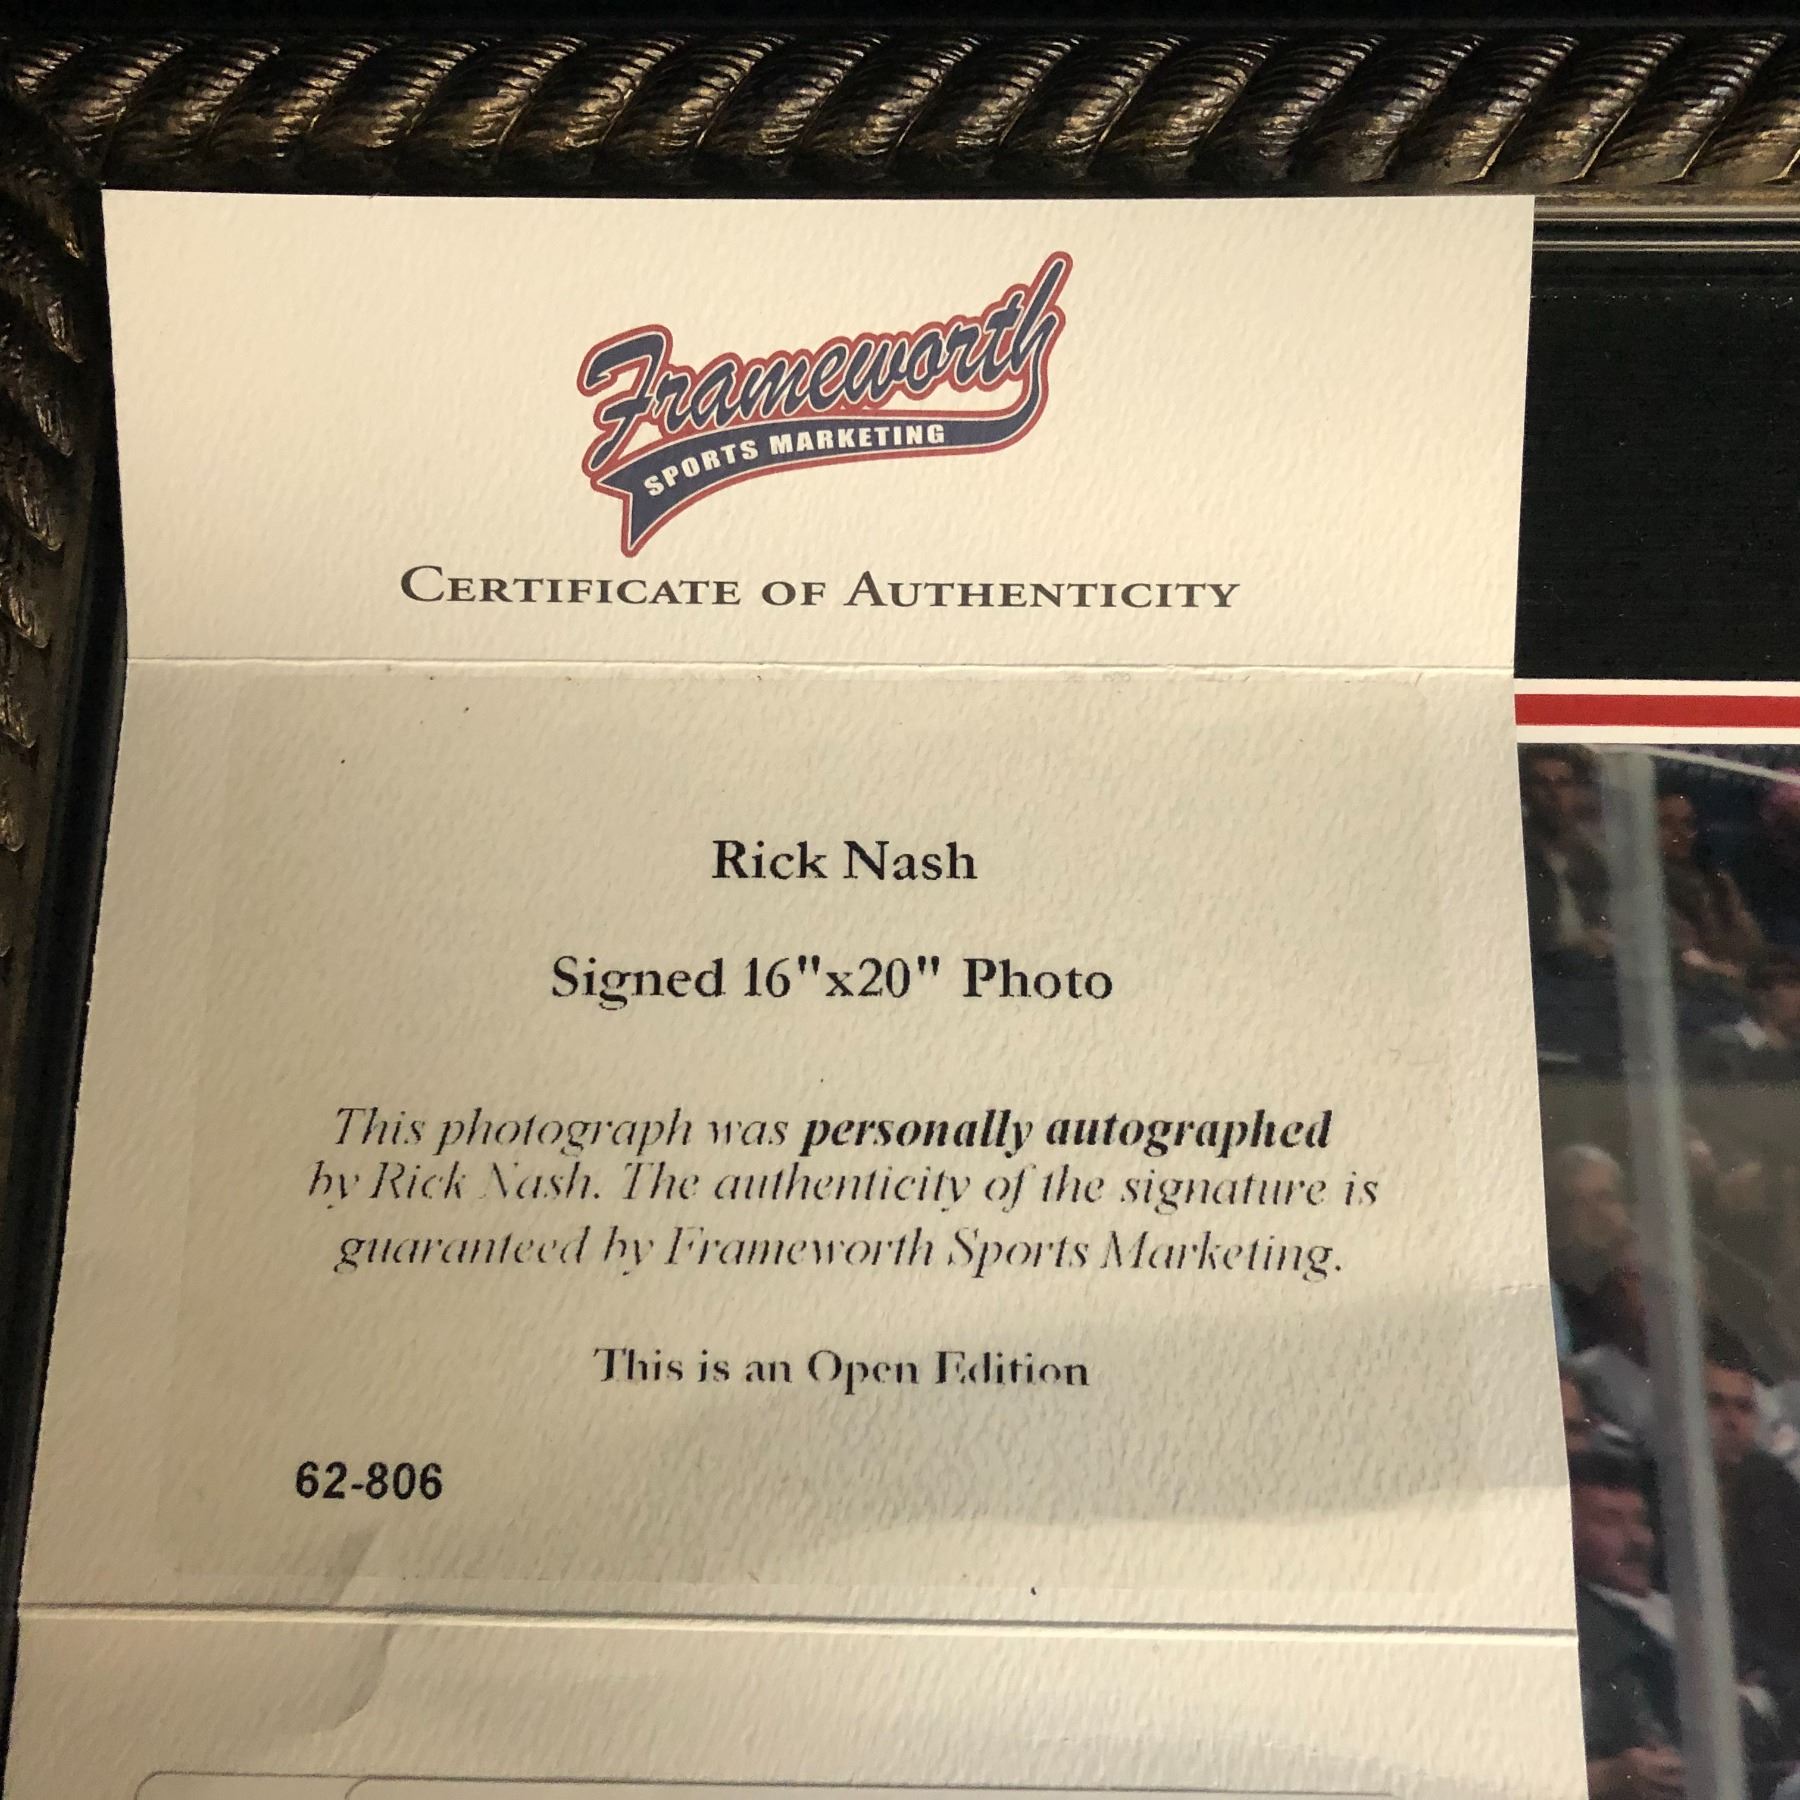 Frameworth
SPORTS MARKETING
CERTIFICATE OF AUTHENTICITY
Rick Nash
Signed 16"x20" Photo
This photograph was personally autographed
by Rick Nash. The authenticity of the signature is
guaranteed by Frameworth Sports Marketing.
This is an Open Edition
62-806